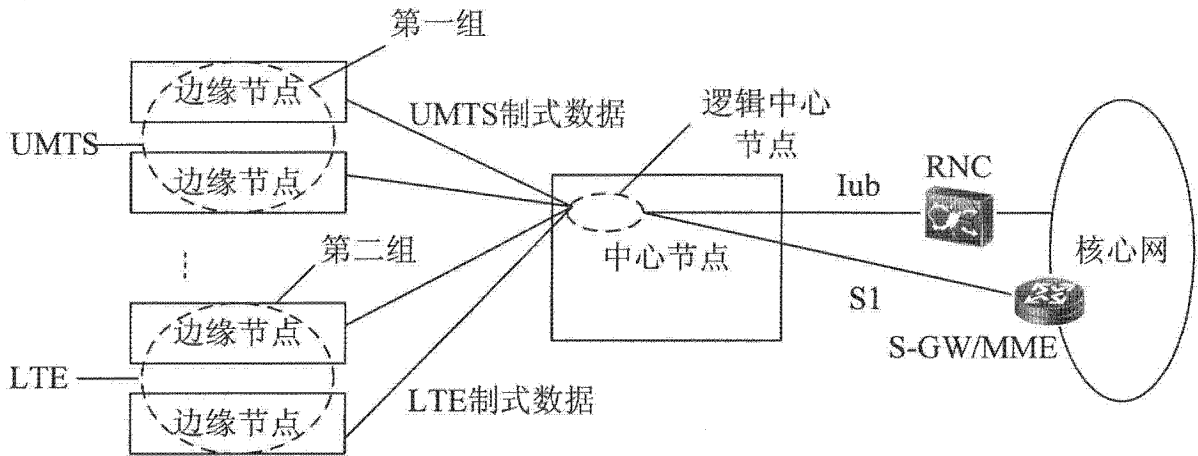 第一组
边缘节点
UMTS制式数据
逻辑中心
节点
UMTS
边缘节点
RNC
Iub
第二组
中心节点
核心网
边缘节点
S1
S-GW/MME
LTE
LTE制式数据
边缘节点